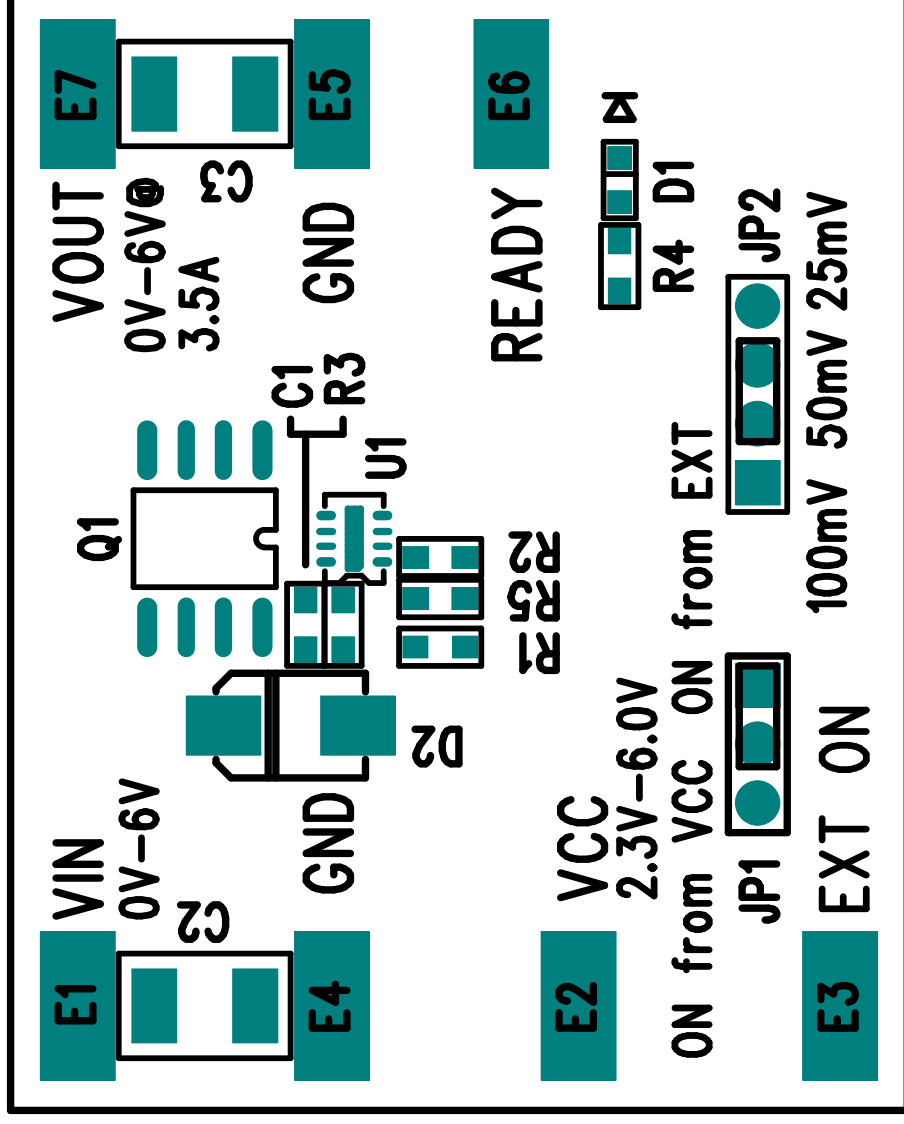 E1
VIN
Q1
VOUT
E7
0V-6V
0V-6V@
C2
3.5A
C3
C1
E4
GND
R3
GND
E5
U1
D2
READY
E6
R1
R5
R2
E2
VCC
2.3V-6.0V
ON from VCC
ON from EXT
R4
D1
JP1
JP2
E3
EXT ON
100mV 50mV 25mV